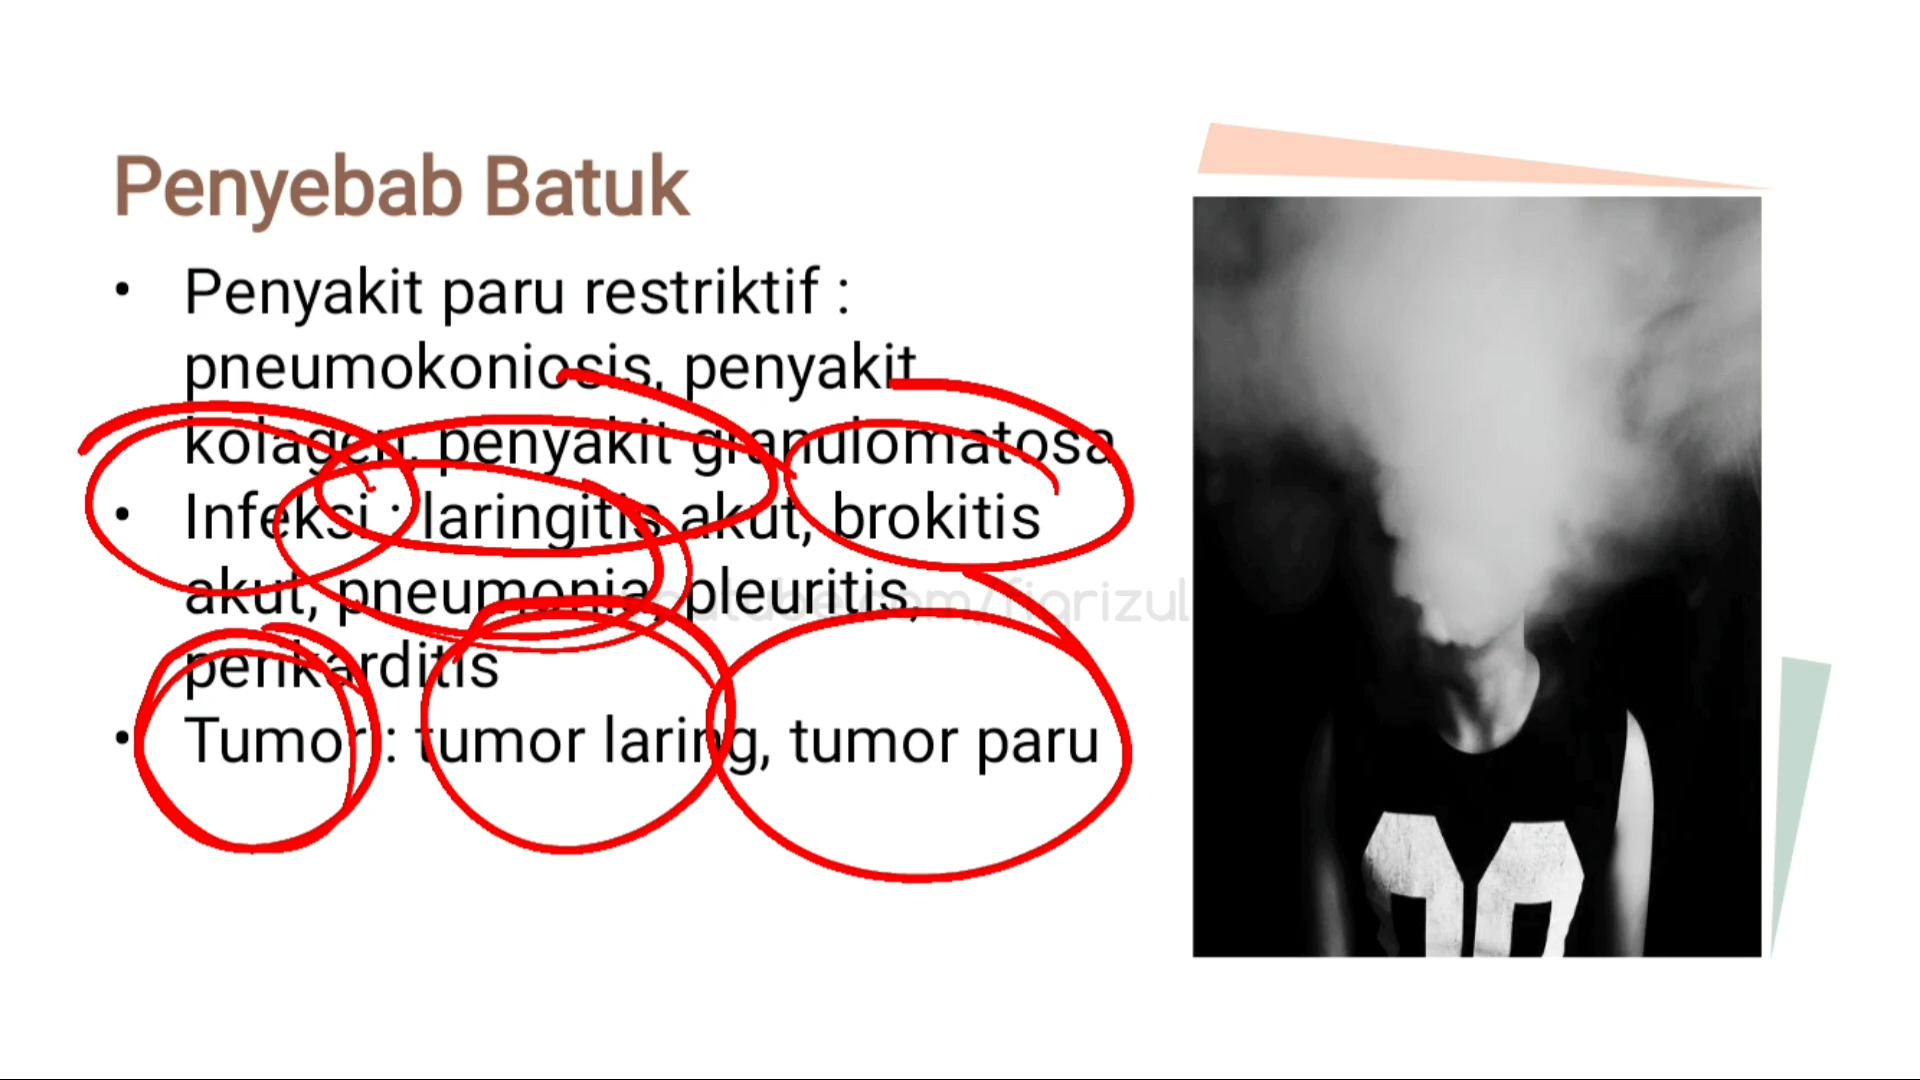 Penyebab Batuk
• Penyakit paru restriktif :
pneumokoniosis, penyakit
kolagen, penyakit granulomatosa
• Infeksi : laringitis akut, brokitis
akut, pneumonia, pleuritis,
perikarditis
• Tumor : tumor laring, tumor paru
00